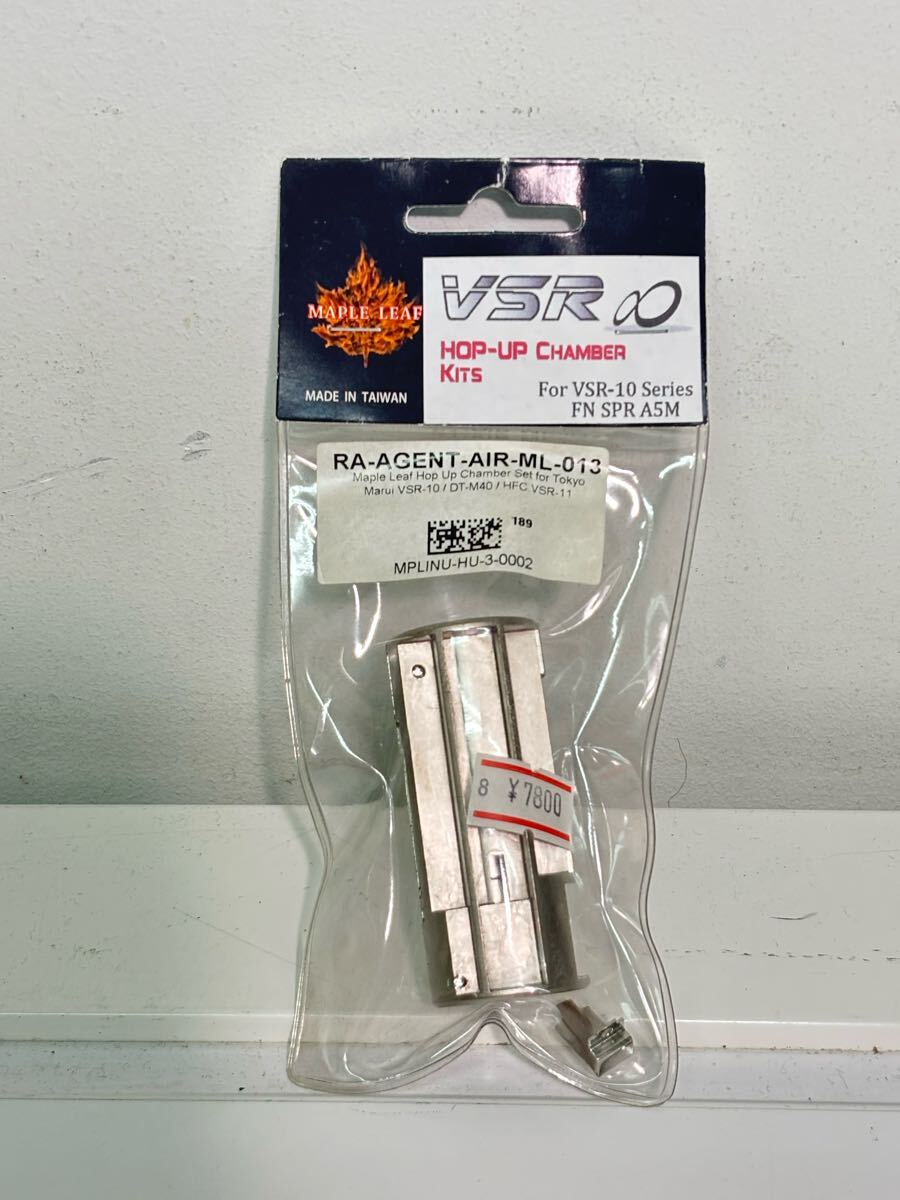 MAPLE LEAF
MADE IN TAIWAN
VSR
HOP-UP CHAMBER
KITS
For VSR-10 Series
FN SPR A5M
RA-AGENT-AIR-ML-013
Maple Leaf Hop Up Chamber Set for Tokyo
Marui VSR-10 / DT-M40 / HFC VSR-11
189
MPLINU-HU-3-0002
8 ¥7800